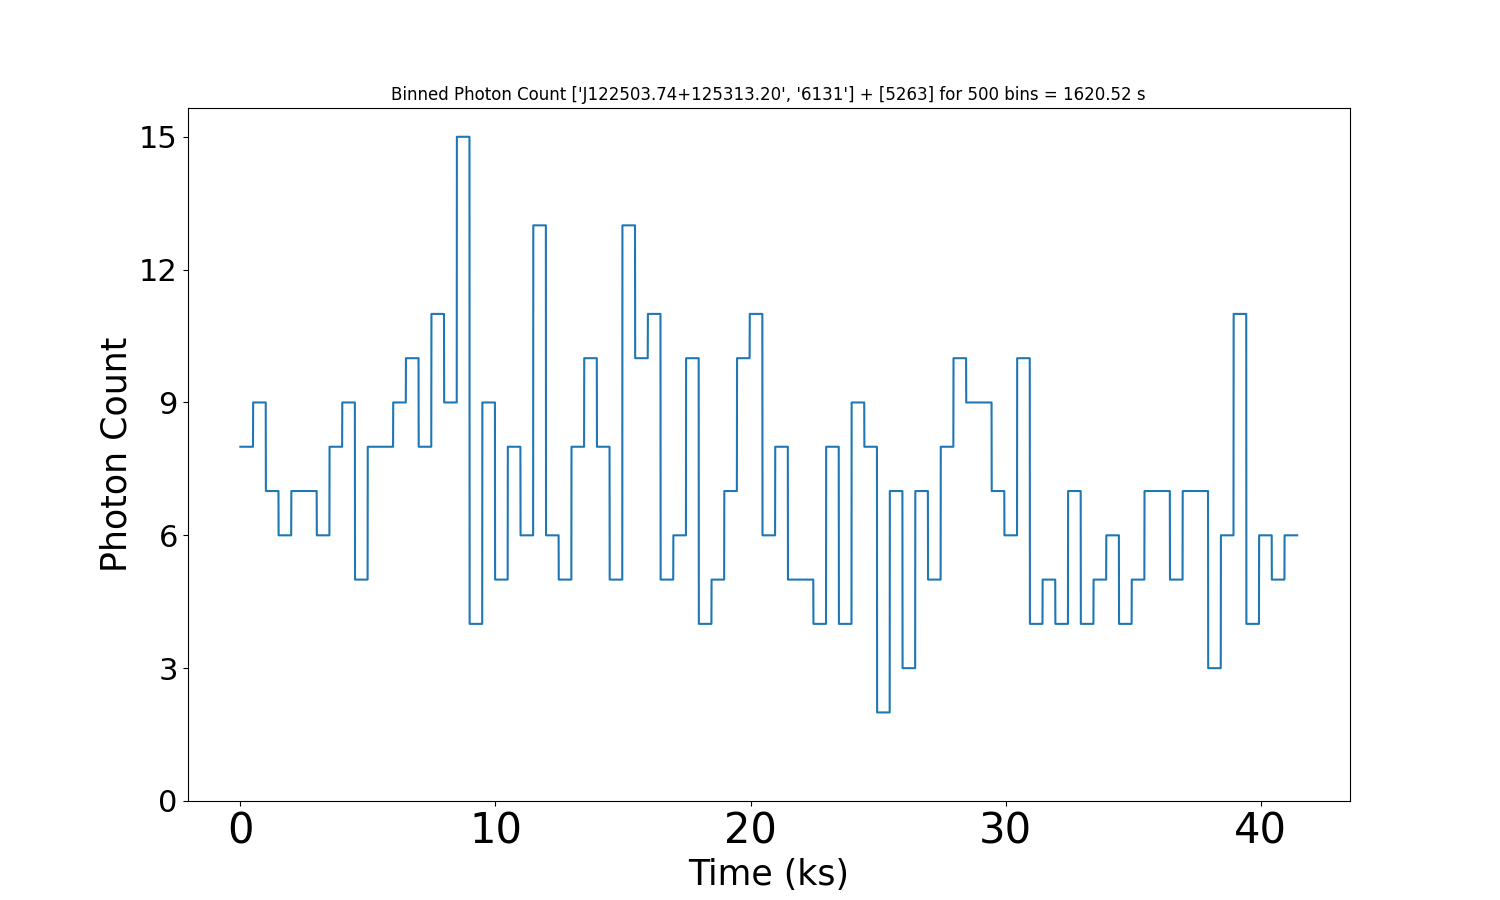 Binned Photon Count ['J122503.74+125313.20', '6131'] + [5263] for 500 bins = 1620.52 s
15
12
9
6
3
0
Photon Count
0 10 20 30 40
Time (ks)